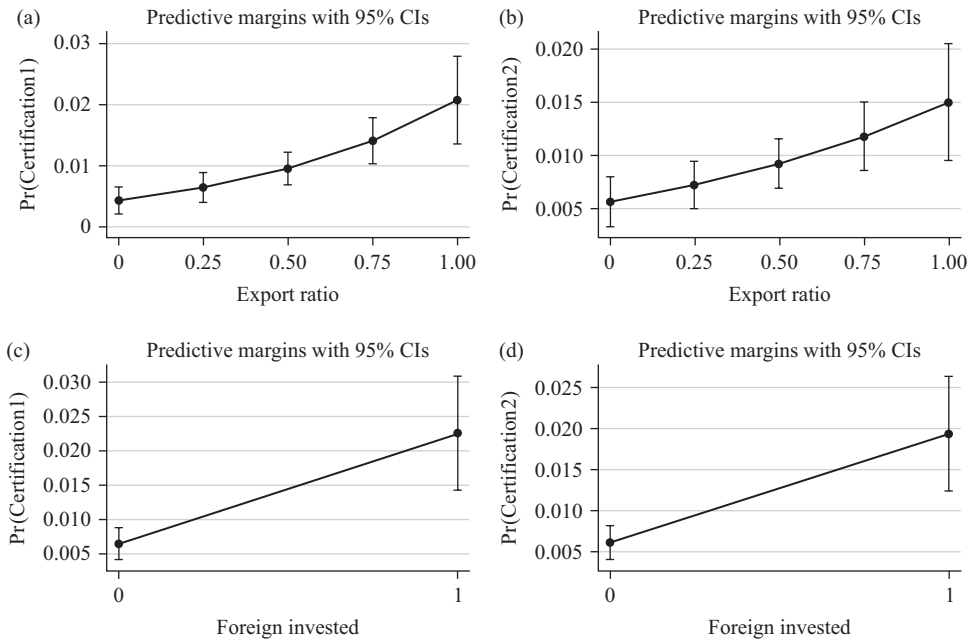 (a)
Predictive margins with 95% CIs
Pr(Certification1)
0.03
0.02
0.01
0
0 0.25 0.50 0.75 1.00
Export ratio
(b)
Predictive margins with 95% CIs
Pr(Certification2)
0.020
0.015
0.010
0.005
0 0.25 0.50 0.75 1.00
Export ratio
(c)
Predictive margins with 95% CIs
Pr(Certification1)
0.030
0.025
0.020
0.015
0.010
0.005
0 1
Foreign invested
(d)
Predictive margins with 95% CIs
Pr(Certification2)
0.025
0.020
0.015
0.010
0.005
0 1
Foreign invested